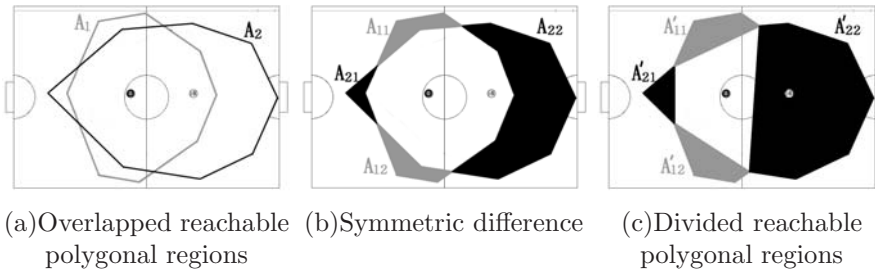 A1
A2
A11
A22
A21
A12
A'11
A'22
A'21
A'12
(a)Overlapped reachable polygonal regions
(b)Symmetric difference
(c)Divided reachable polygonal regions